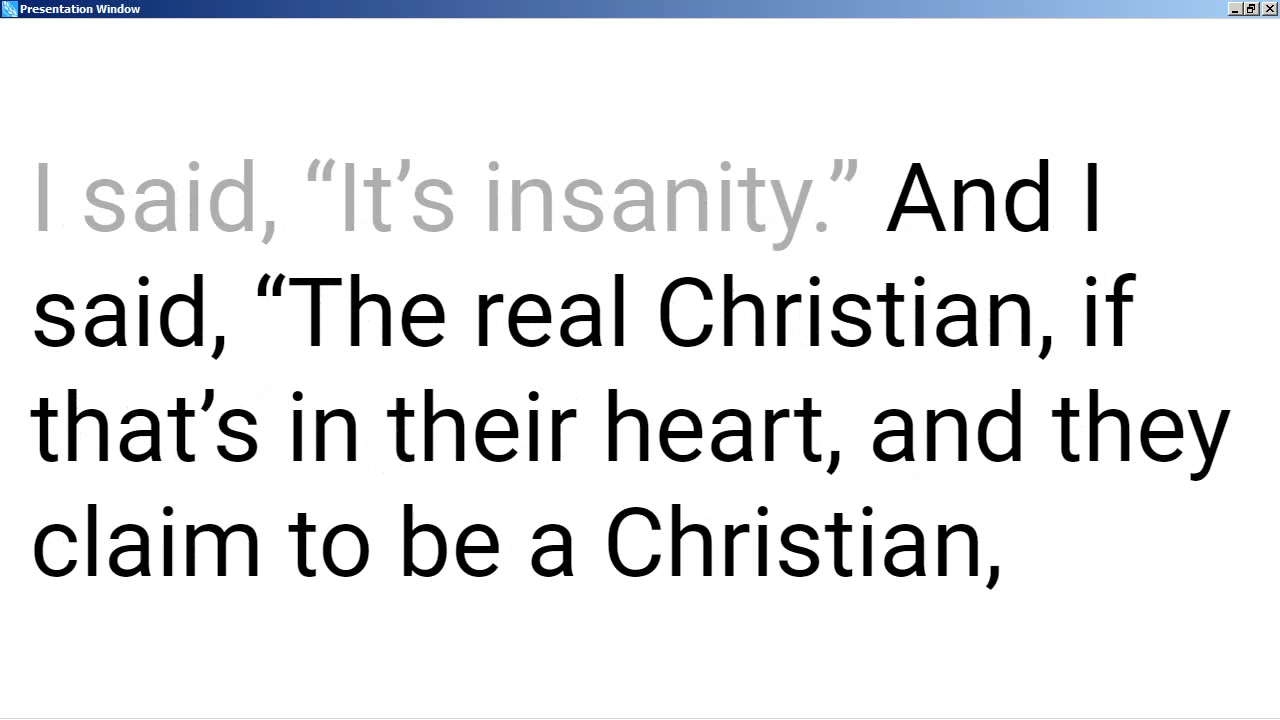 Presentation Window
I said, “It’s insanity.” And I
said, “The real Christian, if
that’s in their heart, and they
claim to be a Christian,